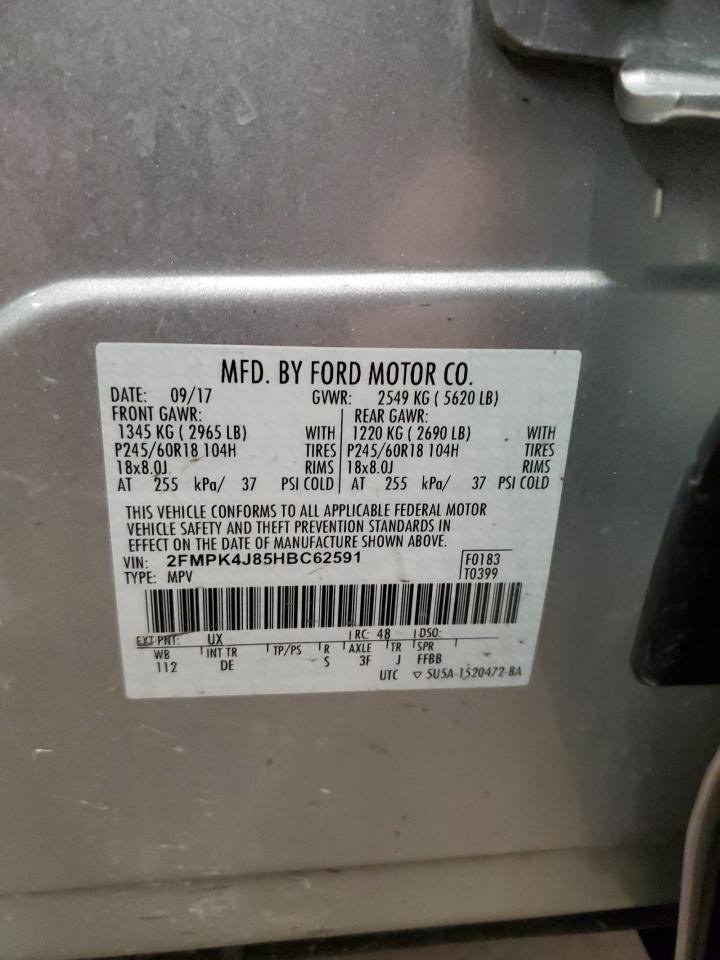 MFD. BY FORD MOTOR CO.
DATE: 09/17 GVWR: 2549 KG ( 5620 LB)
FRONT GAWR: REAR GAWR:
1345 KG ( 2965 LB) WITH 1220 KG ( 2690 LB) WITH
P245/60R18 104H TIRES P245/60R18 104H TIRES
18x8.0J RIMS 18x8.0J RIMS
AT 255 kPa/ 37 PSI COLD AT 255 kPa/ 37 PSI COLD
THIS VEHICLE CONFORMS TO ALL APPLICABLE FEDERAL MOTOR
VEHICLE SAFETY AND THEFT PREVENTION STANDARDS IN
EFFECT ON THE DATE OF MANUFACTURE SHOWN ABOVE.
VIN: 2FMPK4J85HBC62591 F0183
TYPE: MPV T0399
EXT PNT: UX RC: 48 DSO:
WB INT TR TP/PS R AXLE TR SPR
112 DE S 3F J FFBB
UTC ▽ 5U5A-1520472-BA